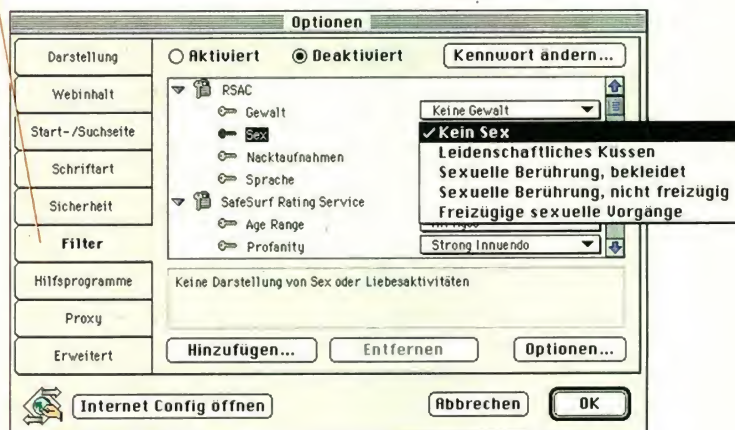 Optionen
Darstellung
Webinhalt
Start-/Suchseite
Schriftart
Sicherheit
Filter
Hilfsprogramme
Proxy
Erweitert
Aktiviert Deaktiviert Kennwort ändern...
RSAC
Gewalt Keine Gewalt
Sex
Nacktaufnahmen
Sprache
✓ Kein Sex
Leidenschaftliches Küssen
Sexuelle Berührung, bekleidet
Sexuelle Berührung, nicht freizügig
Freizügige sexuelle Vorgänge
SafeSurf Rating Service
Age Range
Profanity Strong Innuendo
Keine Darstellung von Sex oder Liebesaktivitäten
Hinzufügen... Entfernen Optionen...
Internet Config öffnen Abbrechen OK